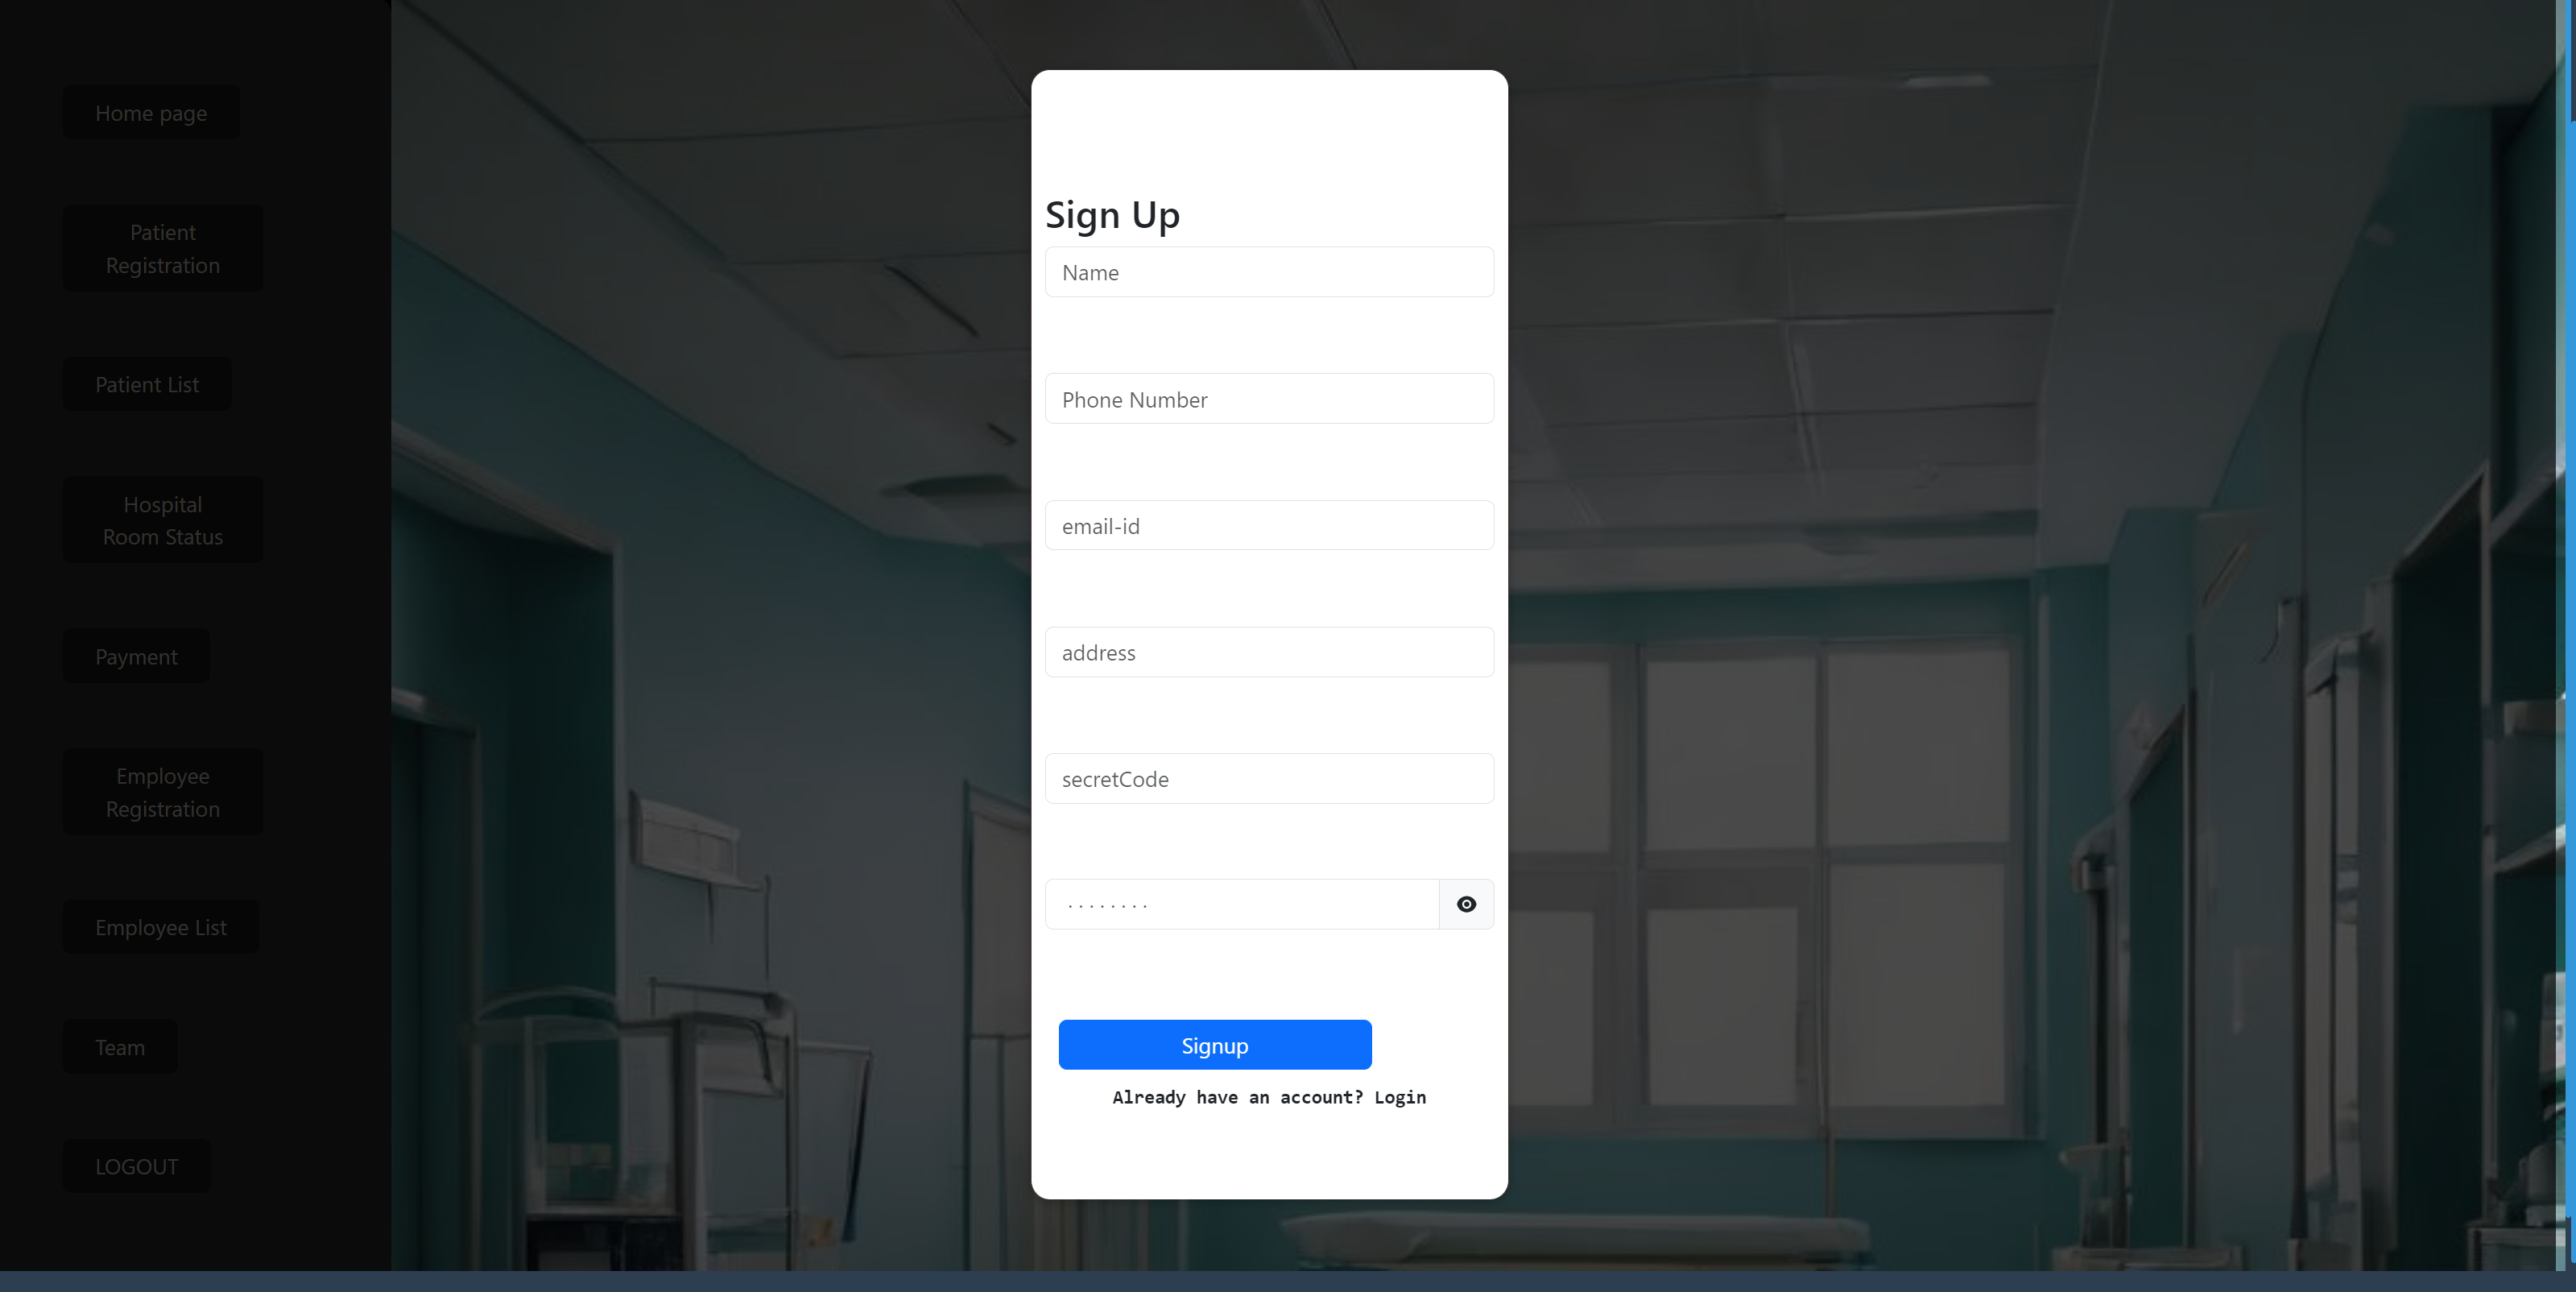 Home page
Patient
Registration
Patient List
Hospital
Room Status
Payment
Employee
Registration
Employee List
Team
LOGOUT
Sign Up
Name
Phone Number
email-id
address
secretCode
........
Signup
Already have an account? Login